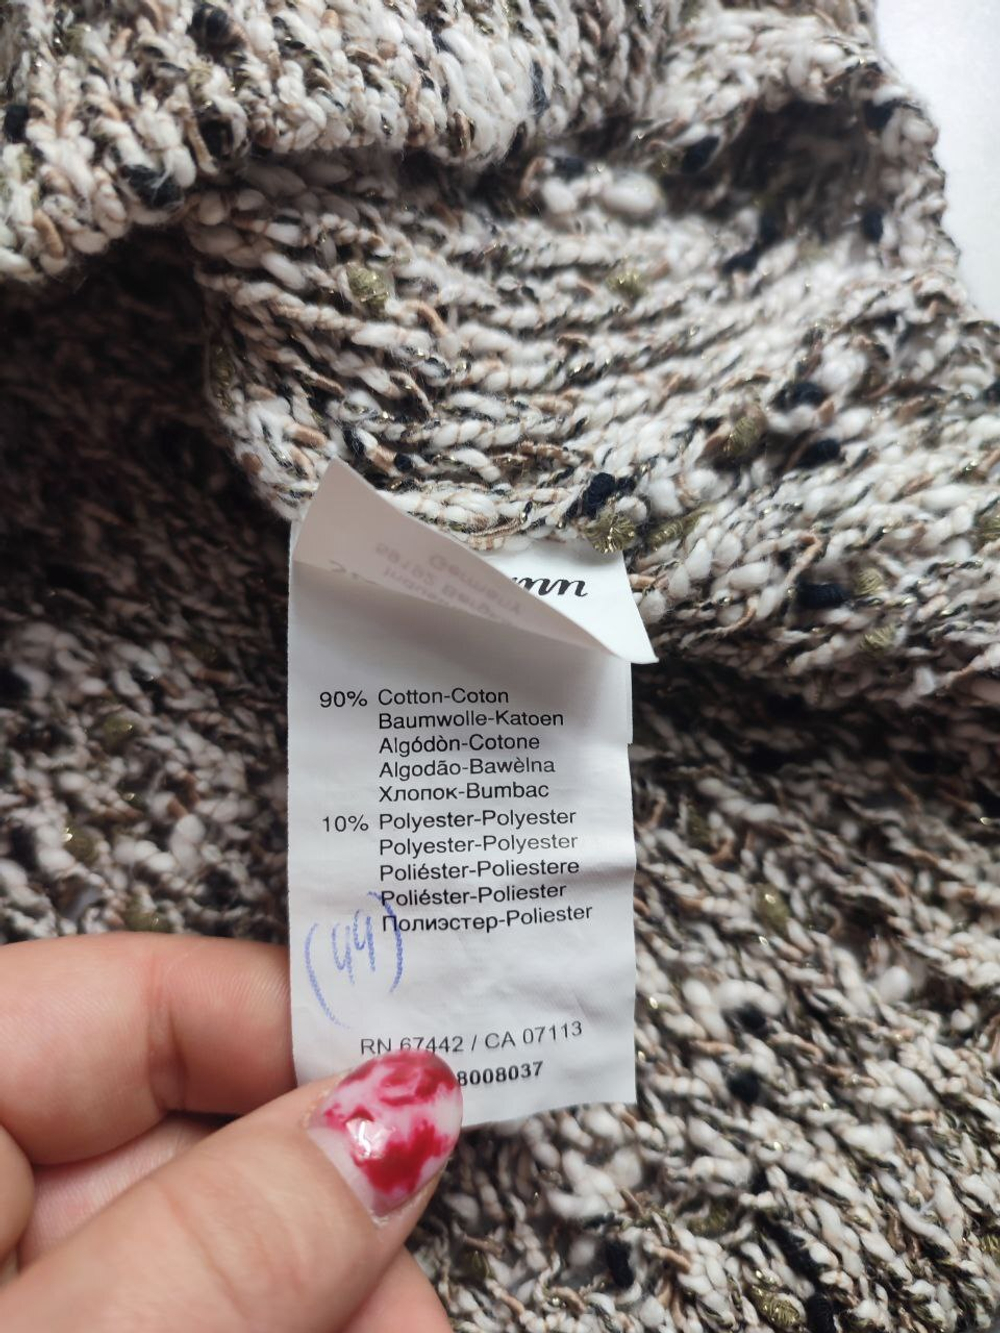 90% Cotton-Coton
Baumwolle-Katoen
Algódòn-Cotone
Algodão-Bawèlna
Хлопок-Bumbac
10% Polyester-Polyester
Polyester-Polyester
Poliéster-Poliestere
Poliéster-Poliester
Полиэстер-Poliester
(44)
RN 67442 / CA 07113
8008037